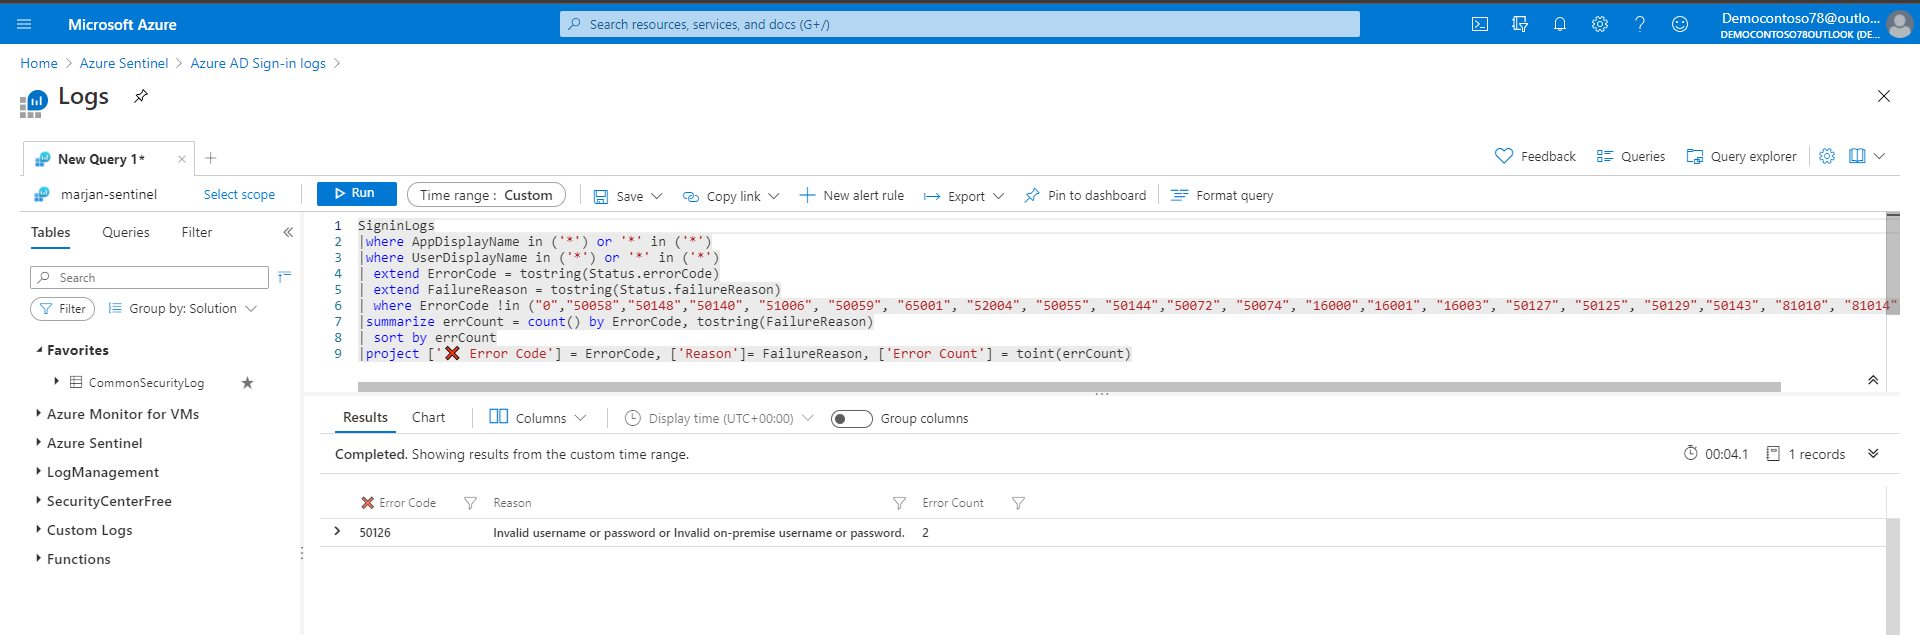 Microsoft Azure
Search resources, services, and docs (G+/)
Democontoso78@outlo...
DEMOCONTOSO78OUTLOOK (DE...
Home > Azure Sentinel > Azure AD Sign-in logs >
Logs
New Query 1*
Feedback Queries Query explorer
marjan-sentinel Select scope Run Time range : Custom Save Copy link New alert rule Export Pin to dashboard Format query
Tables Queries Filter
Search
Filter Group by: Solution
Favorites
CommonSecurityLog
Azure Monitor for VMs
Azure Sentinel
LogManagement
SecurityCenterFree
Custom Logs
Functions
1 SigninLogs
2 |where AppDisplayName in ('*') or '*' in ('*')
3 |where UserDisplayName in ('*') or '*' in ('*')
4 | extend ErrorCode = tostring(Status.errorCode)
5 | extend FailureReason = tostring(Status.failureReason)
6 | where ErrorCode !in ("0","50058","50148","50140", "51006", "50059", "65001", "52004", "50055", "50144","50072", "50074", "16000","16001", "16003", "50127", "50125", "50129","50143", "81010", "81014"
7 |summarize errCount = count() by ErrorCode, tostring(FailureReason)
8 | sort by errCount
9 |project ['❌ Error Code'] = ErrorCode, ['Reason']= FailureReason, ['Error Count'] = toint(errCount)
Results Chart Columns Display time (UTC+00:00) Group columns
Completed. Showing results from the custom time range. 00:04.1 1 records
❌ Error Code Reason Error Count
50126 Invalid username or password or Invalid on-premise username or password. 2